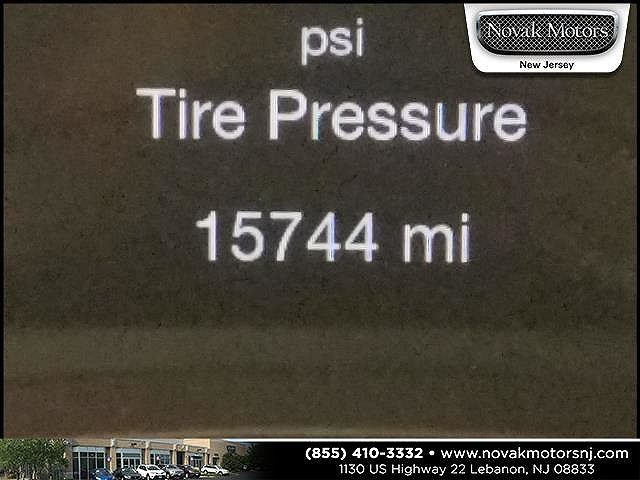 Novak Motors
New Jersey
psi
Tire Pressure
15744 mi
(855) 410-3332 • www.novakmotorsnj.com
1130 US Highway 22 Lebanon, NJ 08833